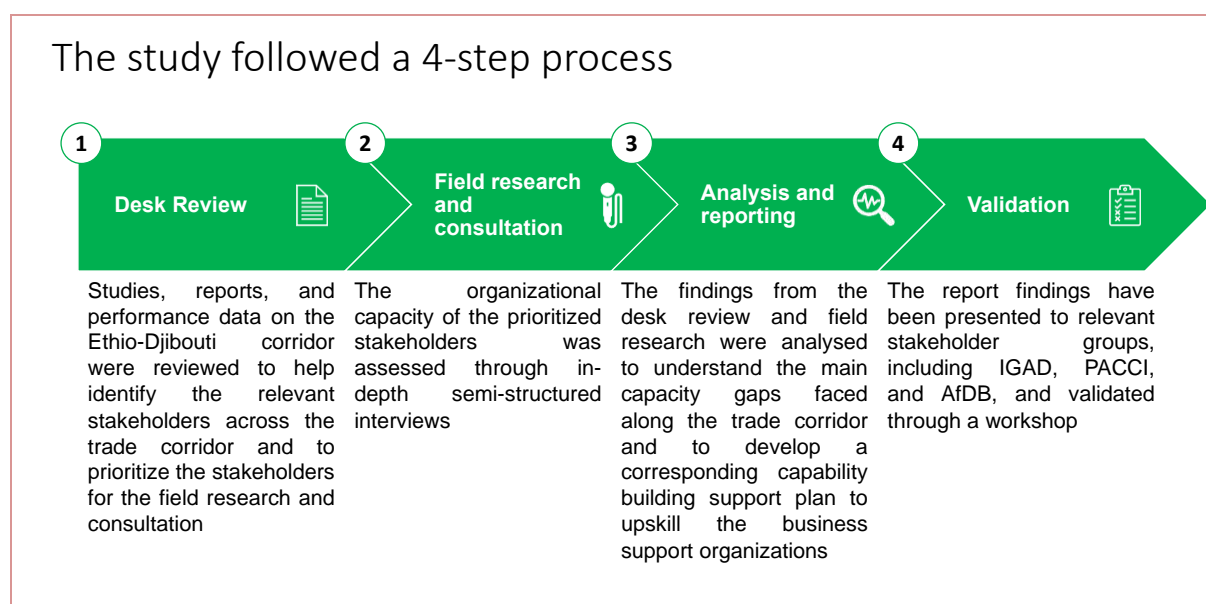 The study followed a 4-step process
1
Desk Review
Studies, reports, and
performance data on the
Ethio-Djibouti corridor
were reviewed to help
identify the relevant
stakeholders across the
trade corridor and to
prioritize the stakeholders
for the field research and
consultation
2
Field research
and
consultation
The organizational
capacity of the prioritized
stakeholders was
assessed through in-
depth semi-structured
interviews
3
Analysis and
reporting
The findings from the
desk review and field
research were analysed
to understand the main
capacity gaps faced
along the trade corridor
and to develop a
corresponding capability
building support plan to
upskill the business
support organizations
4
Validation
The report findings have
been presented to relevant
stakeholder groups,
including IGAD, PACCI,
and AfDB, and validated
through a workshop